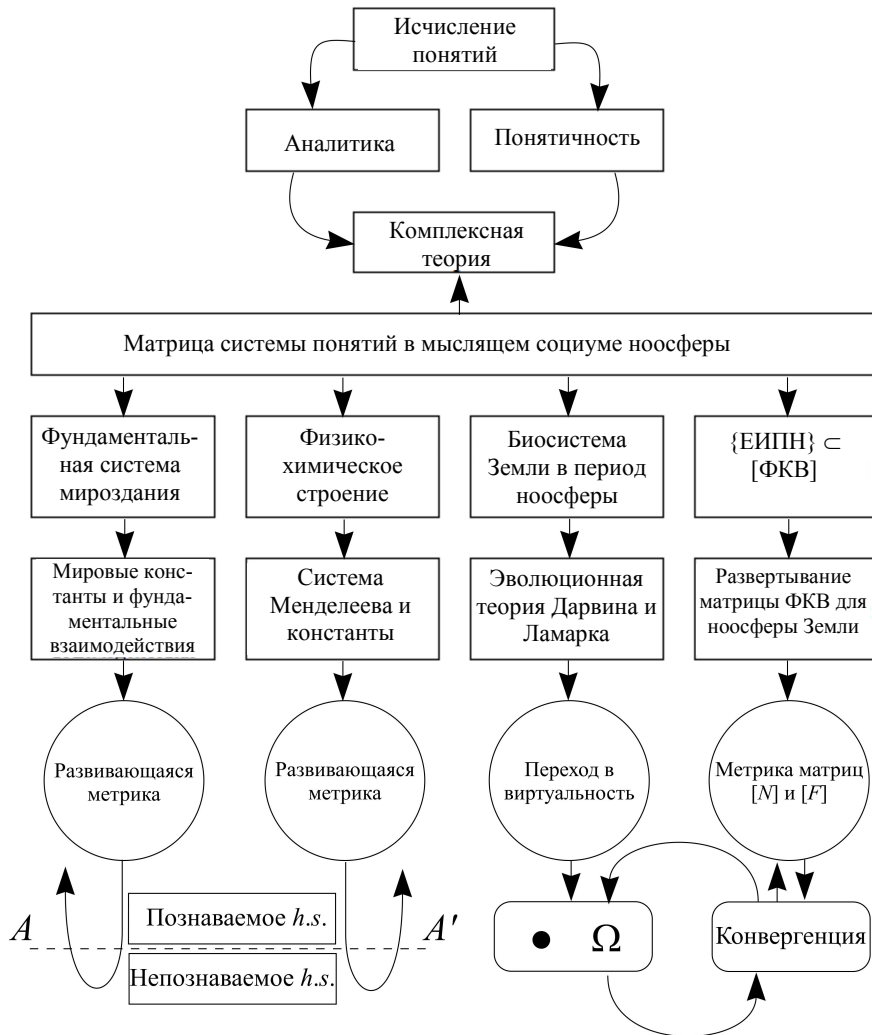 Исчисление
понятий
Аналитика
Понятичность
Комплексная
теория
Матрица системы понятий в мыслящем социуме ноосферы
Фундаменталь-
ная система
мироздания
Физико-
химическое
строение
Биосистема
Земли в период
ноосферы
{ЕИПН} ⊂
[ФКВ]
Мировые конс-
танты и фунда-
ментальные
взаимодействия
Система
Менделеева и
константы
Эволюционная
теория Дарвина и
Ламарка
Развертывание
матрицы ФКВ для
ноосферы Земли
Развивающаяся
метрика
Развивающаяся
метрика
Переход в
виртуальность
Метрика матриц
[N] и [F]
A
Познаваемое h.s.
A'
Непознаваемое h.s.
● Ω
Конвергенция